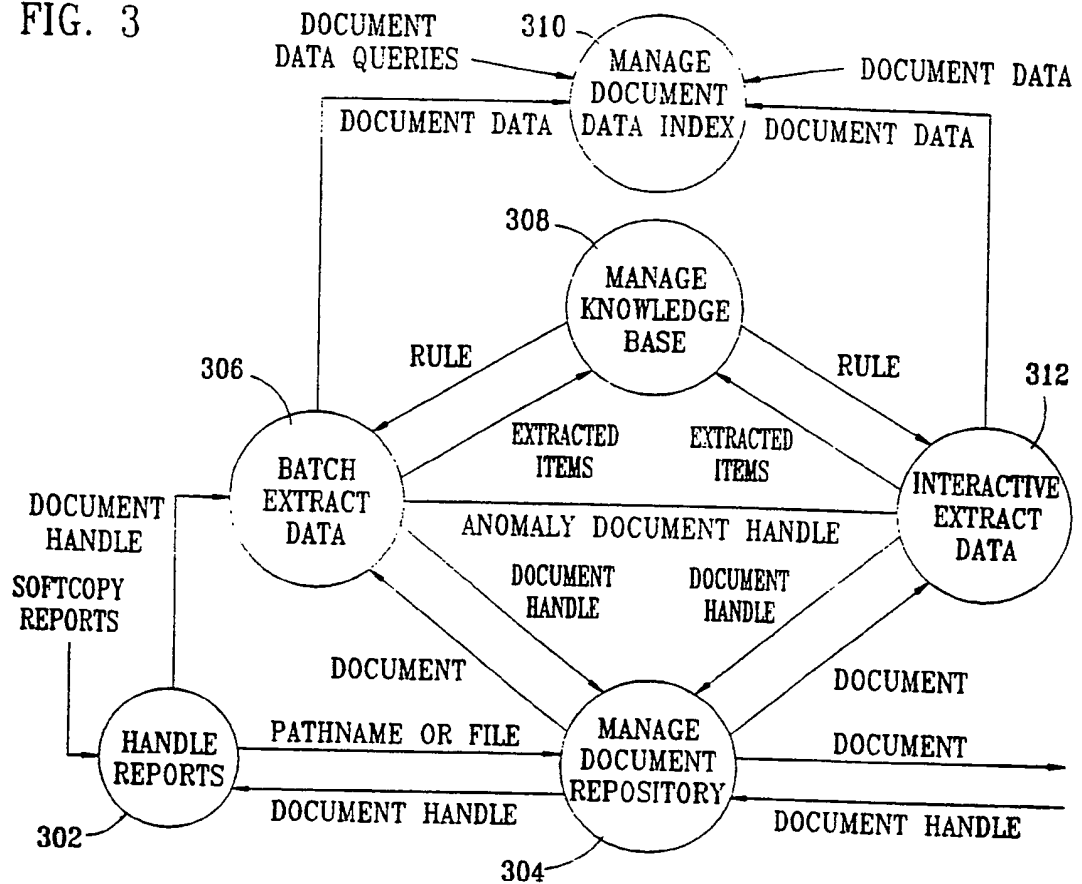 FIG. 3
DOCUMENT
DATA QUERIES
310
MANAGE
DOCUMENT
DATA INDEX
DOCUMENT DATA
DOCUMENT DATA
DOCUMENT DATA
308
MANAGE
KNOWLEDGE
BASE
RULE
RULE
306
312
EXTRACTED
ITEMS
EXTRACTED
ITEMS
BATCH
EXTRACT
DATA
INTERACTIVE
EXTRACT
DATA
DOCUMENT
HANDLE
ANOMALY DOCUMENT HANDLE
SOFTCOPY
REPORTS
DOCUMENT
HANDLE
DOCUMENT
HANDLE
DOCUMENT
DOCUMENT
HANDLE
REPORTS
302
PATHNAME OR FILE
MANAGE
DOCUMENT
REPOSITORY
304
DOCUMENT
DOCUMENT HANDLE
DOCUMENT HANDLE